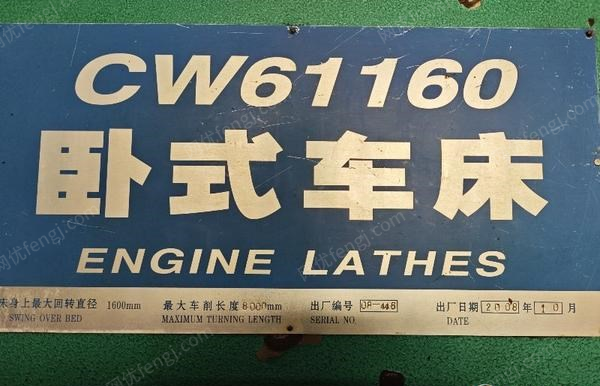 CW61160
卧式车床
ENGINE LATHES
床身上最大回转直径 1600mm 最大车削长度 8000mm 出厂编号 08-446 出厂日期 2008 年 10 月
SWING OVER BED MAXIMUM TURNING LENGTH SERIAL NO. DATE